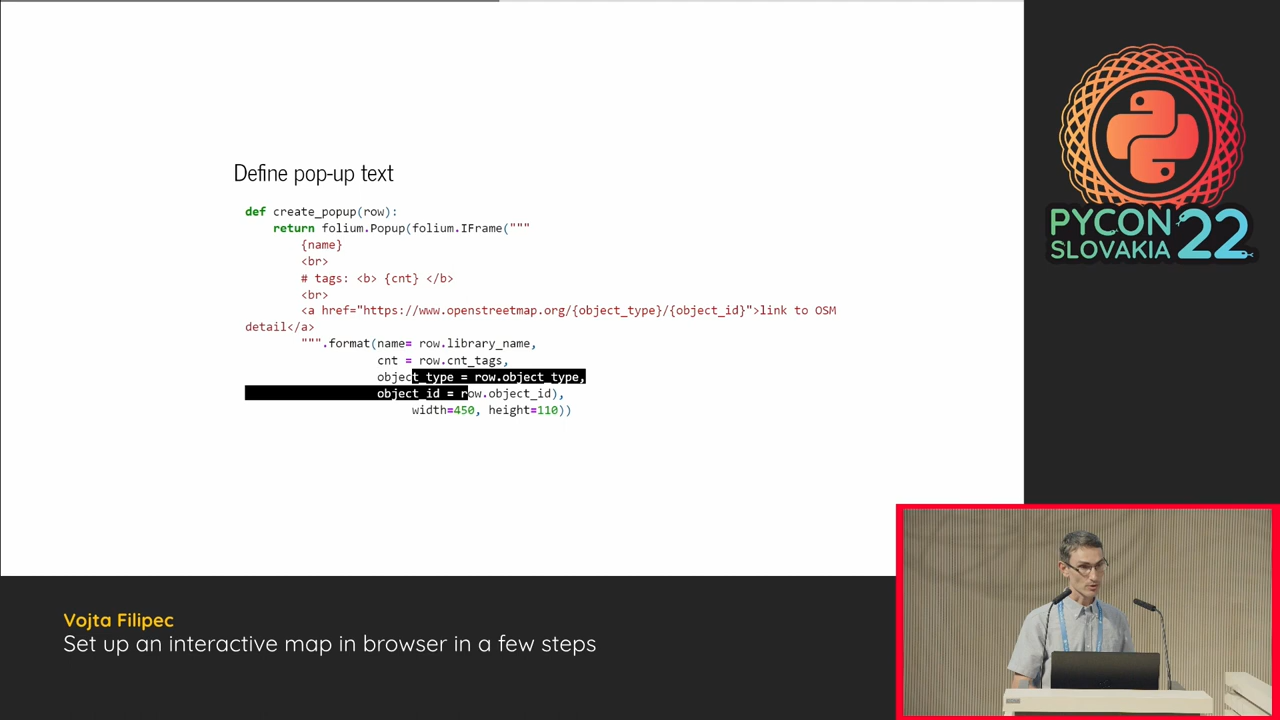 Define pop-up text
def create_popup(row):
return folium.Popup(folium.IFrame("""
{name}
<br>
# tags: <b> {cnt} </b>
<br>
<a href="https://www.openstreetmap.org/{object_type}/{object_id}">link to OSM
detail</a>
""".format(name= row.library_name,
cnt = row.cnt_tags,
object_type = row.object_type,
object_id = row.object_id),
width=450, height=110))
PYCON
SLOVAKIA
22
Vojta Filipec
Set up an interactive map in browser in a few steps